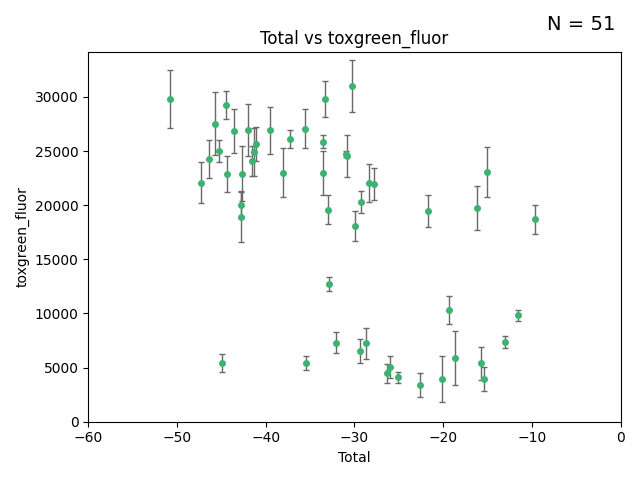 N = 51
Total vs toxgreen_fluor
toxgreen_fluor
30000
25000
20000
15000
10000
5000
0
−60 −50 −40 −30 −20 −10 0
Total